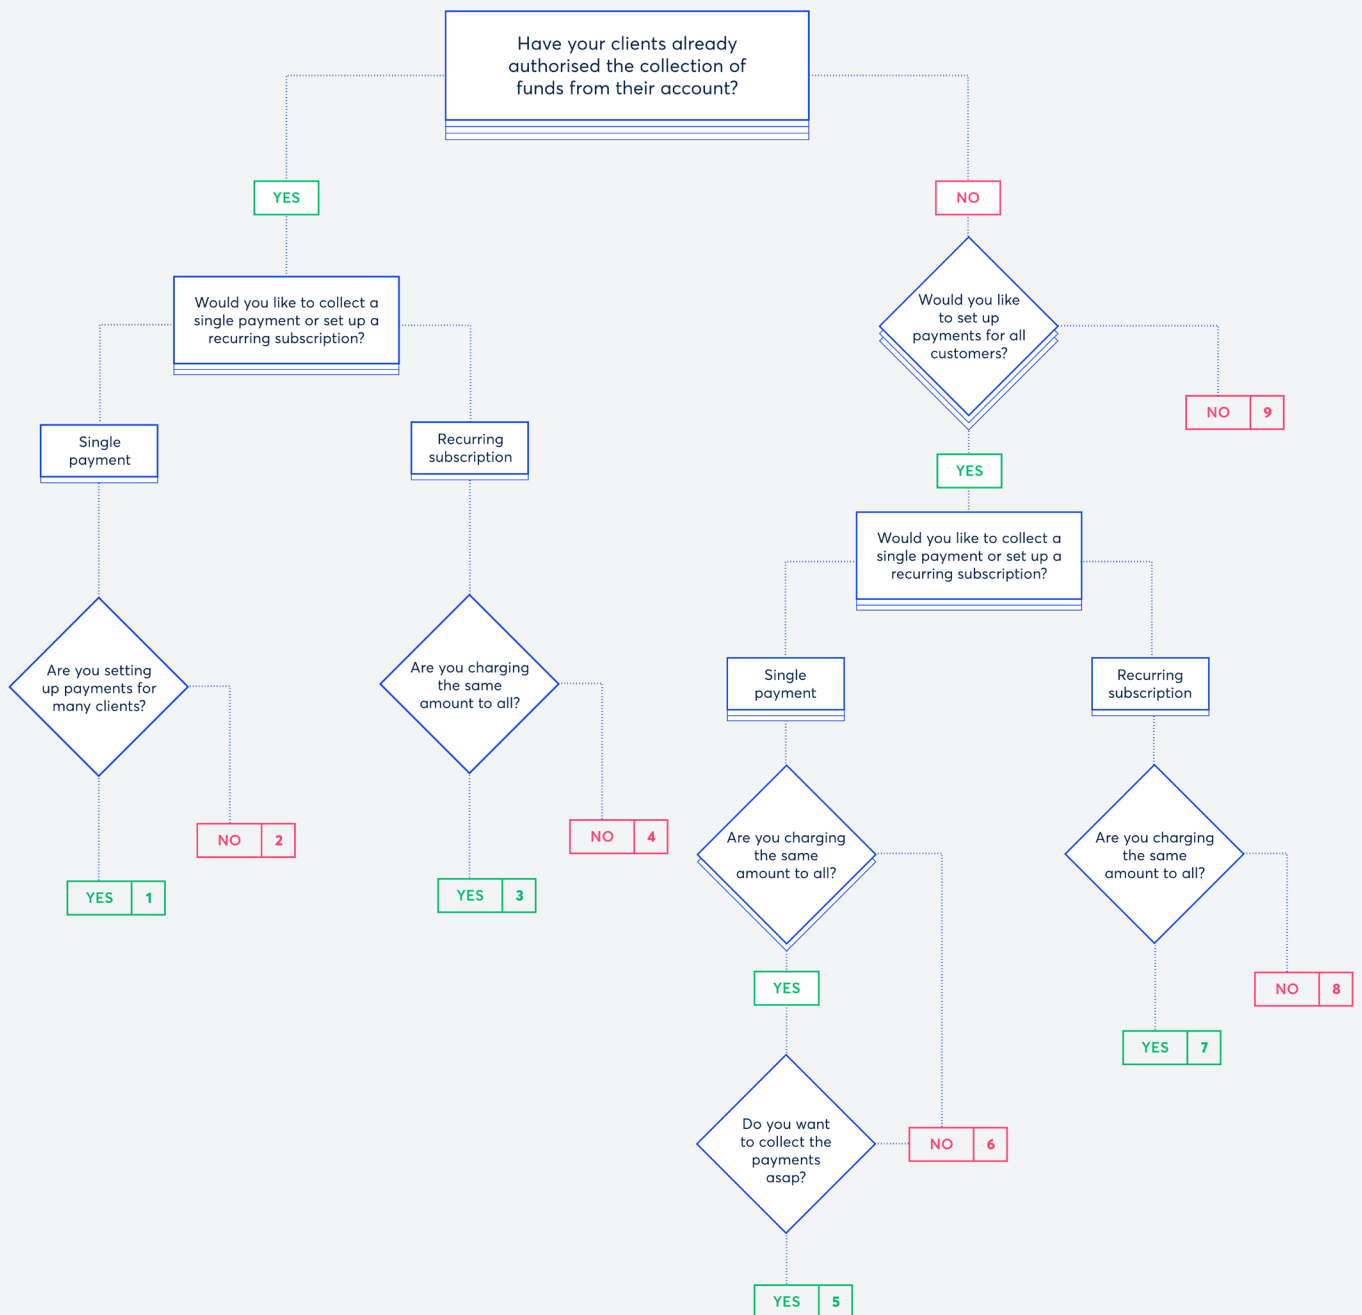 Have your clients already
authorised the collection of
funds from their account?
YES
NO
Would you like to collect a
single payment or set up a
recurring subscription?
Would you like
to set up
payments for all
customers?
NO 9
Single
payment
Recurring
subscription
YES
Would you like to collect a
single payment or set up a
recurring subscription?
Are you setting
up payments for
many clients?
Are you charging
the same
amount to all?
Single
payment
Recurring
subscription
NO 2
NO 4
YES 1
YES 3
Are you charging
the same
amount to all?
Are you charging
the same
amount to all?
YES
NO 8
YES 7
Do you want
to collect the
payments
asap?
NO 6
YES 5